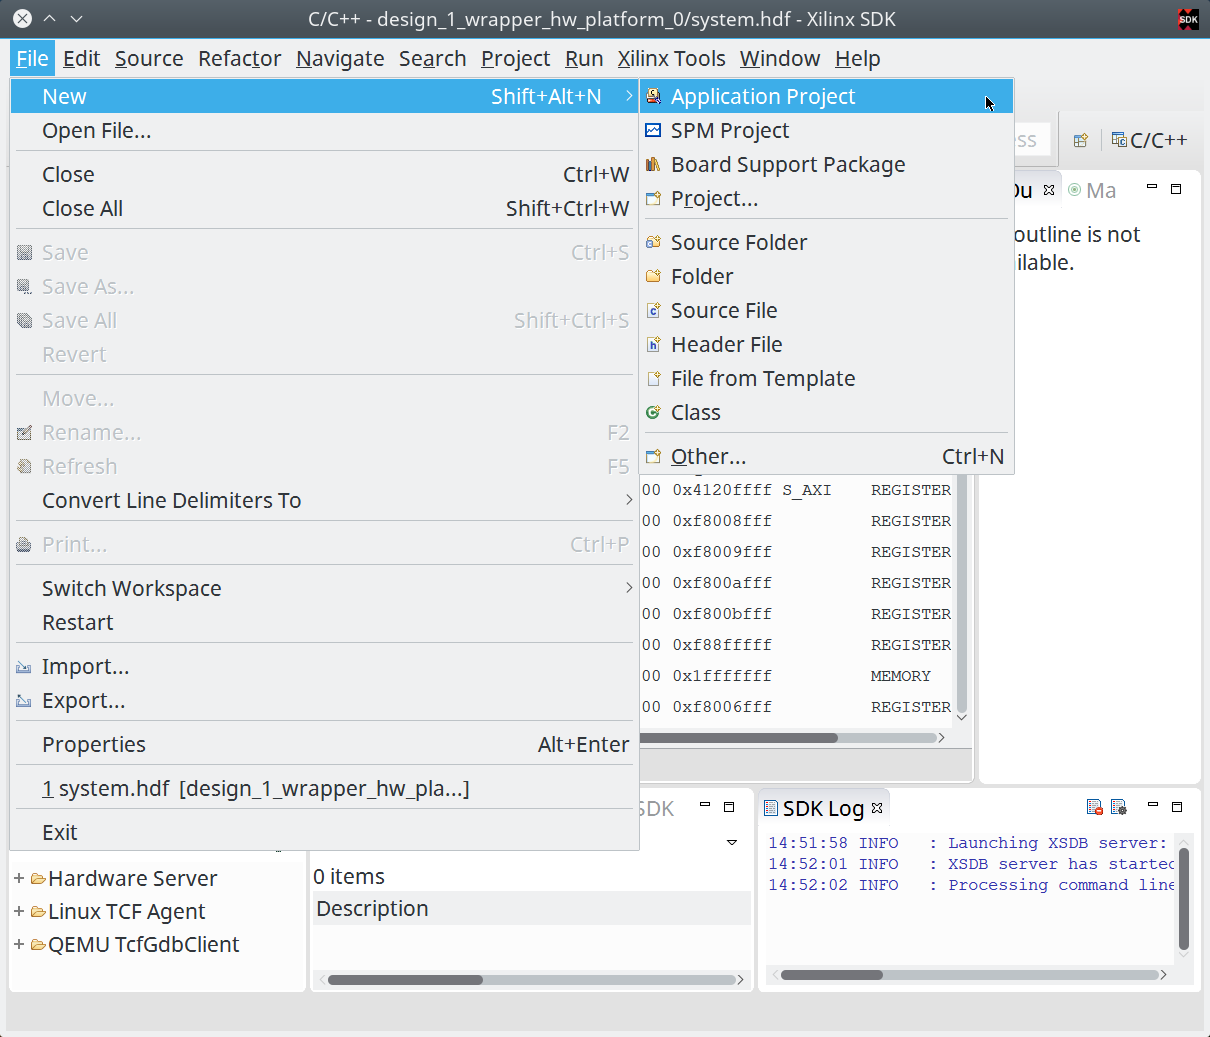 C/C++ - design_1_wrapper_hw_platform_0/system.hdf - Xilinx SDK
SDK
File Edit Source Refactor Navigate Search Project Run Xilinx Tools Window Help
New Shift+Alt+N
Open File...
Close Ctrl+W
Close All Shift+Ctrl+W
Save Ctrl+S
Save As...
Save All Shift+Ctrl+S
Revert
Move...
Rename... F2
Refresh F5
Convert Line Delimiters To
Print... Ctrl+P
Switch Workspace
Restart
Import...
Export...
Properties Alt+Enter
1 system.hdf [design_1_wrapper_hw_pla...]
Exit
Application Project
SPM Project
Board Support Package
Project...
Source Folder
Folder
Source File
Header File
File from Template
Class
Other... Ctrl+N
ss
C/C++
Ou Ma
outline is not
ilable.
00 0x4120ffff S_AXI REGISTER
00 0xf8008fff REGISTER
00 0xf8009fff REGISTER
00 0xf800afff REGISTER
00 0xf800bfff REGISTER
00 0xf88fffff REGISTER
00 0x1fffffff MEMORY
00 0xf8006fff REGISTER
Hardware Server
Linux TCF Agent
QEMU TcfGdbClient
SDK
0 items
Description
SDK Log
14:51:58 INFO : Launching XSDB server:
14:52:01 INFO : XSDB server has started
14:52:02 INFO : Processing command line